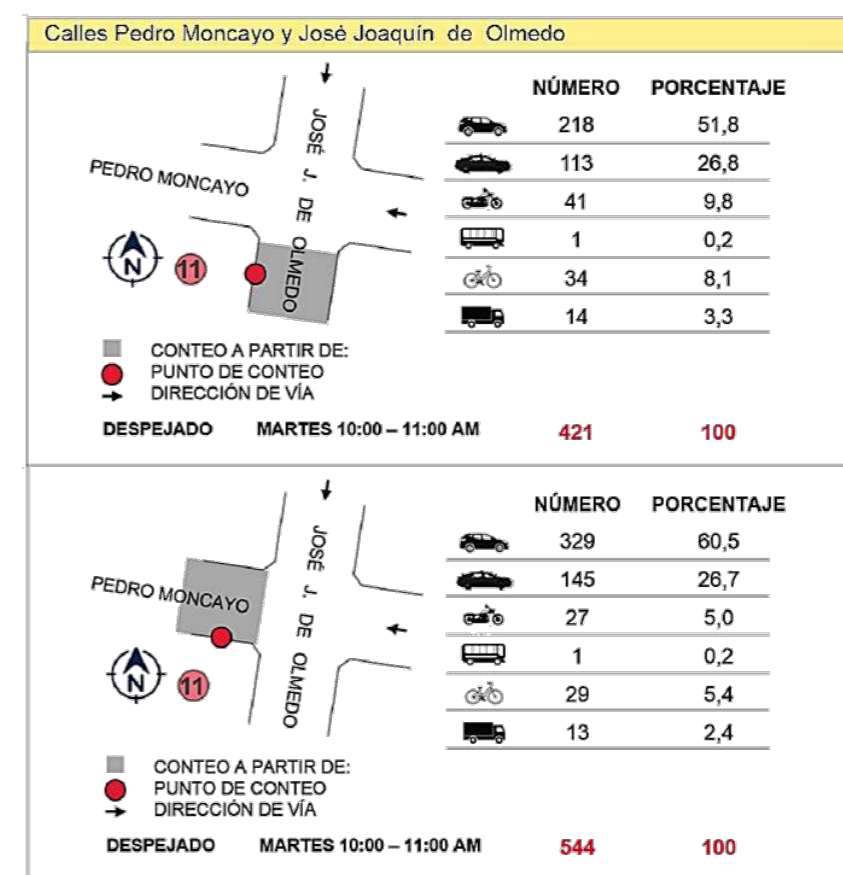 Calles Pedro Moncayo y José Joaquín de Olmedo
NÚMERO PORCENTAJE
218 51,8
113 26,8
41 9,8
1 0,2
34 8,1
14 3,3
PEDRO MONCAYO
JOSÉ J. DE OLMEDO
N
11
CONTEO A PARTIR DE:
PUNTO DE CONTEO
DIRECCIÓN DE VÍA
DESPEJADO MARTES 10:00 – 11:00 AM 421 100
NÚMERO PORCENTAJE
329 60,5
145 26,7
27 5,0
1 0,2
29 5,4
13 2,4
PEDRO MONCAYO
JOSÉ J. DE OLMEDO
N
11
CONTEO A PARTIR DE:
PUNTO DE CONTEO
DIRECCIÓN DE VÍA
DESPEJADO MARTES 10:00 – 11:00 AM 544 100